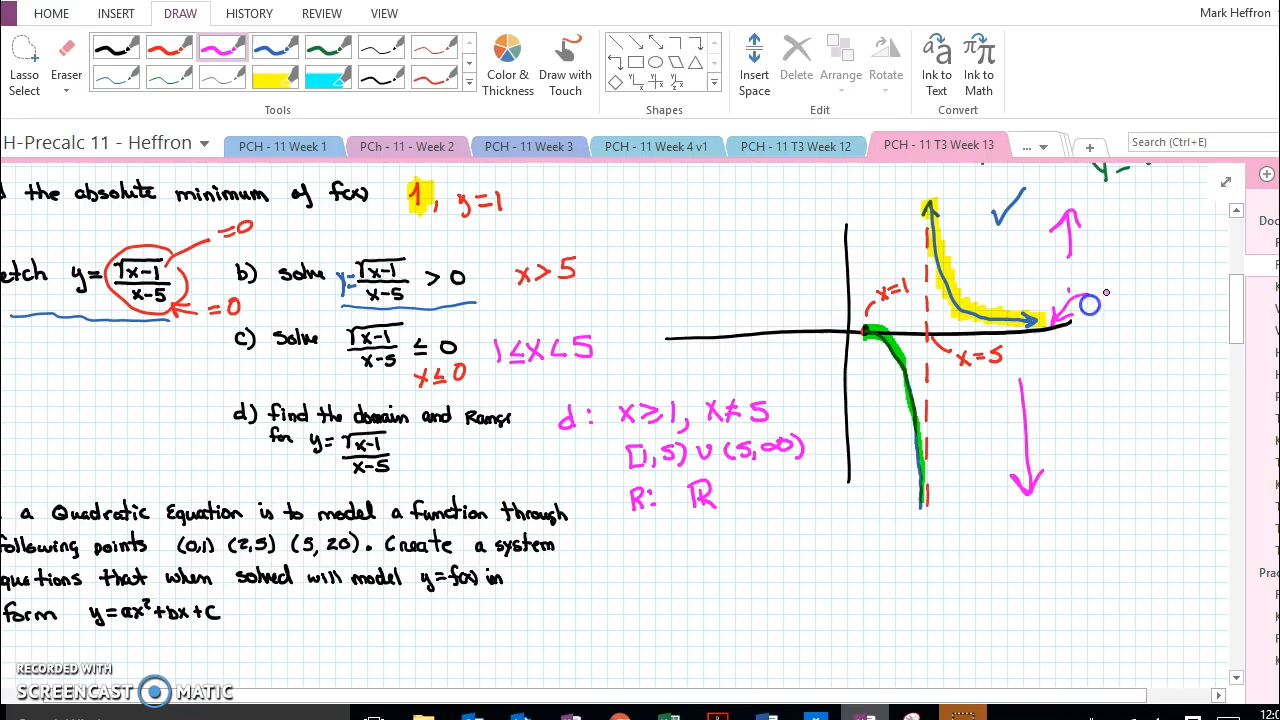 HOME INSERT DRAW HISTORY REVIEW VIEW Mark Heffron
Lasso Select
Eraser
Color & Thickness
Draw with Touch
Insert Space
Delete
Arrange
Rotate
Ink to Text
Ink to Math
Tools Shapes Edit Convert
H-Precalc 11 - Heffron
PCH - 11 Week 1
PCh - 11 - Week 2
PCH - 11 Week 3
PCH - 11 Week 4 v1
PCH - 11 T3 Week 12
PCH - 11 T3 Week 13
...
Search (Ctrl+E)
the absolute minimum of f(x) 1, y=1
etch y= √x-1 / x-5 =0 =0
b) solve y= √x-1 / x-5 > 0 x > 5
c) solve √x-1 / x-5 ≤ 0 1≤x<5
x≤0
d) find the domain and Range
for y= √x-1 / x-5
d: x≥1, x≠5
[1,5) ∪ (5,∞)
R: ℝ
y=
x=1
x=5
a Quadratic Equation is to model a function through
following points (0,1) (2,5) (5,20). Create a system
equations that when solved will model y=f(x) in
form y=ax²+bx+c
Docu
Prac
RECORDED WITH
SCREENCAST MATIC